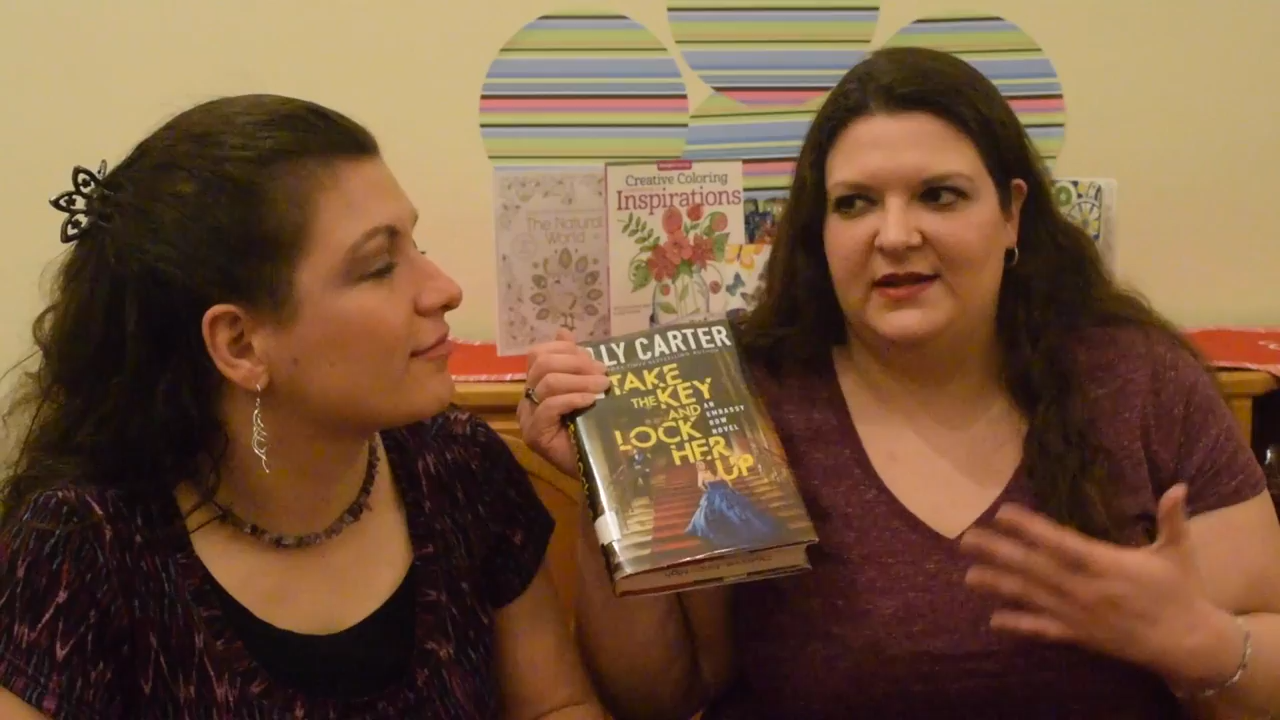 The Natural
World
Creative Coloring
Inspirations
LLY CARTER
TAKE
THE KEY
AND
LOCK
HER
UP
AN
EMBASSY
ROW
NOVEL